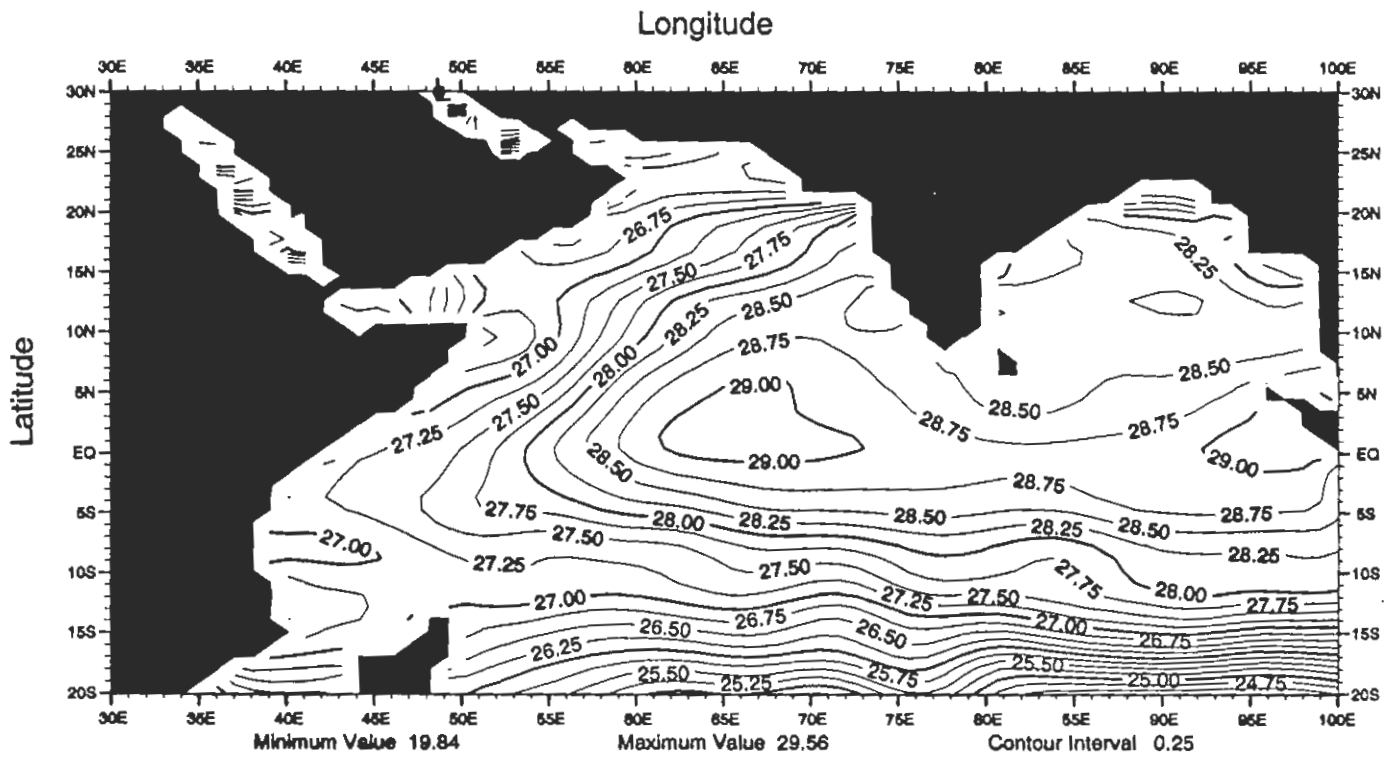 Longitude
30E 35E 40E 45E 50E 55E 60E 65E 70E 75E 80E 85E 90E 95E 100E
30N 30N
25N 25N
20N 26.75 20N
27.75 28.25
15N 27.50 15N
28.50
28.25
10N 10N
27.00 28.75
28.00 28.50
5N 29.00 5N
27.50 28.50
27.25 28.75 28.75
Latitude
EQ 29.00 29.00 EQ
28.50
28.75
5S 27.75 28.00 28.25 28.50 28.25 28.50 28.75 5S
27.00 27.50
27.25 27.50 28.25
10S 27.75 10S
27.00 27.25 27.50 28.00 27.75
26.75 27.00
15S 26.50 26.50 26.75 15S
26.25
25.50 25.75 25.50
25.25 25.00 24.75
20S 20S
30E 35E 40E 45E 50E 55E 60E 65E 70E 75E 80E 85E 90E 95E 100E
Minimum Value 19.84 Maximum Value 29.56 Contour Interval 0.25